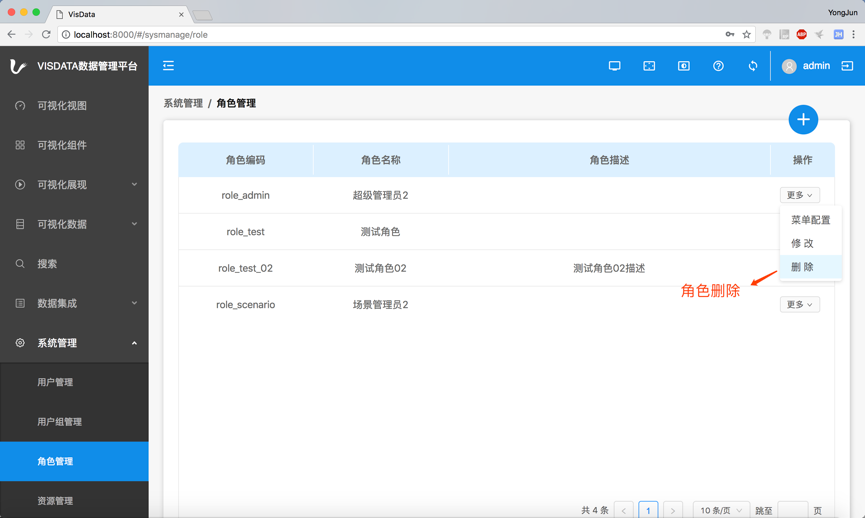 VisData
YongJun
localhost:8000/#/sysmanage/role
VISDATA数据管理平台
admin
可视化视图
可视化组件
可视化展现
可视化数据
搜索
数据集成
系统管理
用户管理
用户组管理
角色管理
资源管理
系统管理 / 角色管理
角色编码 角色名称 角色描述 操作
role_admin 超级管理员2 更多
role_test 测试角色
role_test_02 测试角色02 测试角色02描述
role_scenario 场景管理员2 更多
菜单配置
修 改
删 除
角色删除
共 4 条 < 1 > 10 条/页 跳至 页